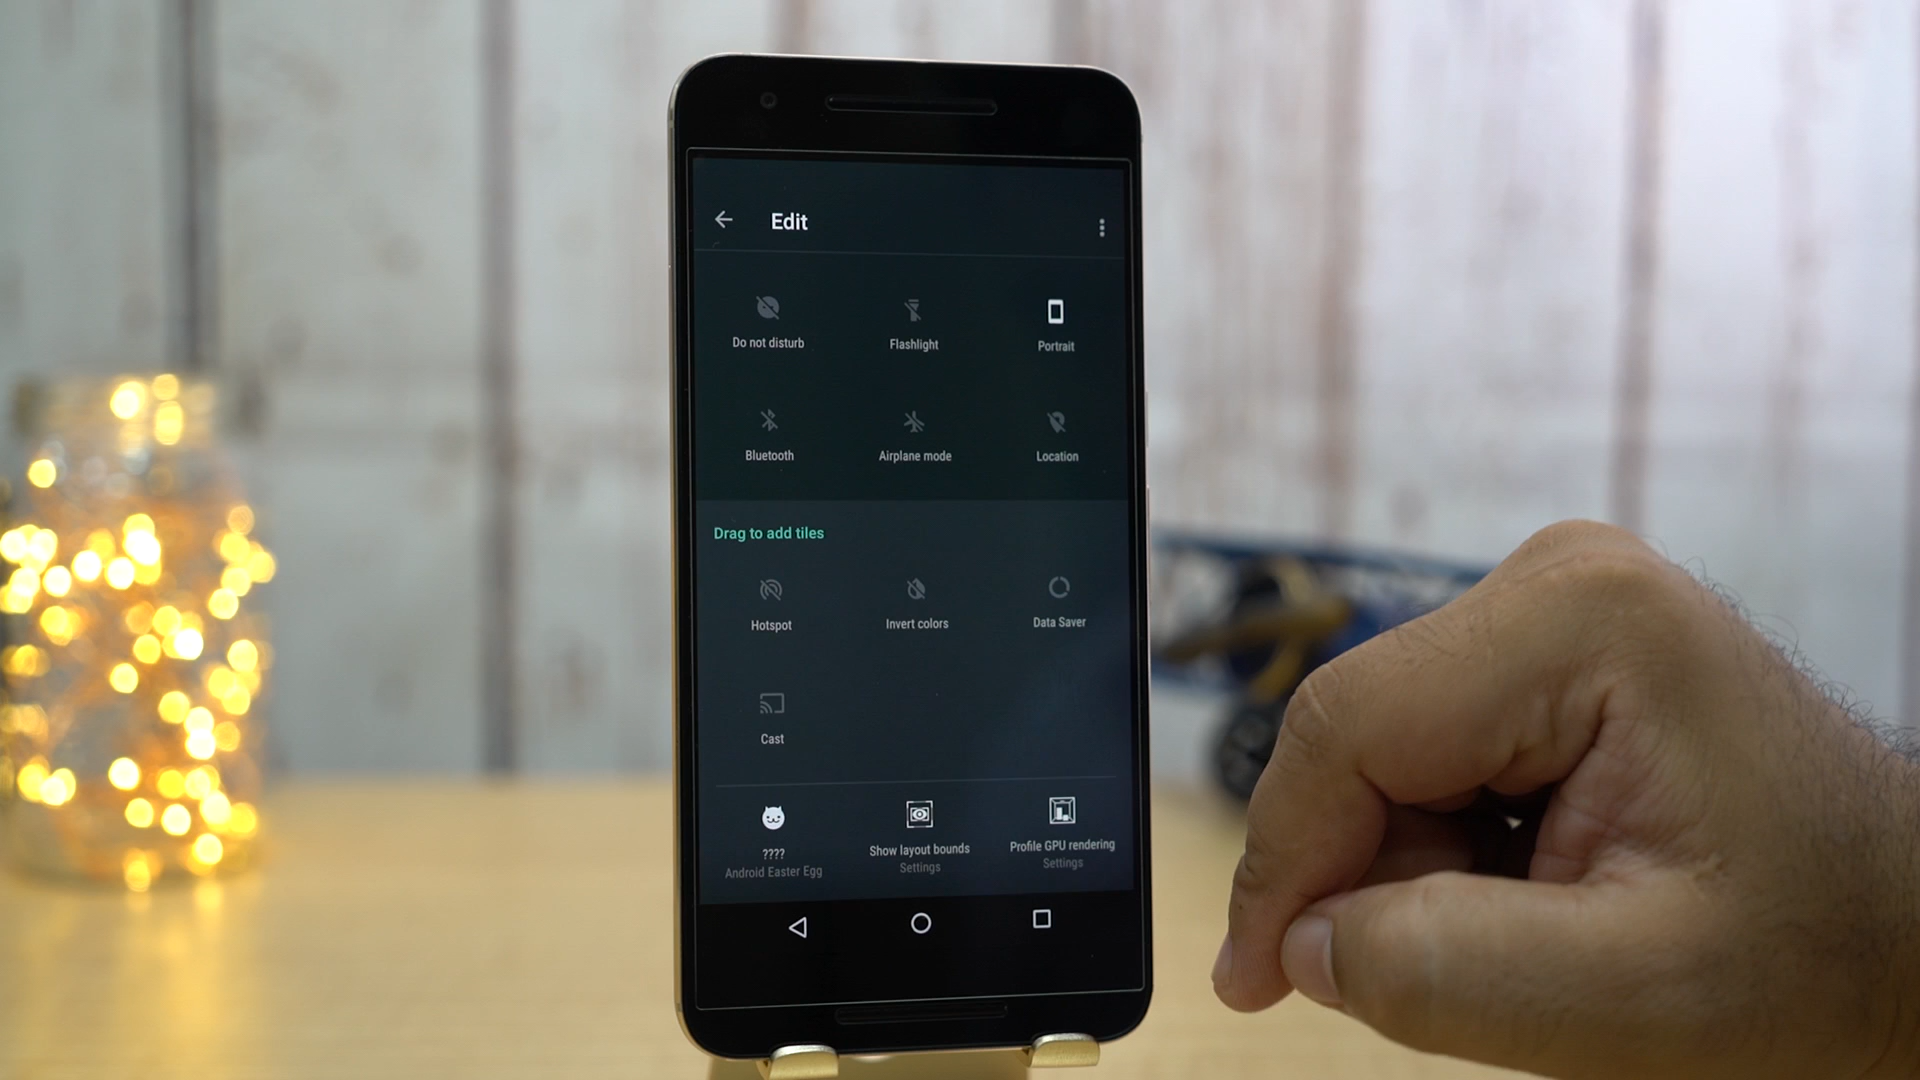 Edit
Do not disturb
Flashlight
Portrait
Bluetooth
Airplane mode
Location
Drag to add tiles
Hotspot
Invert colors
Data Saver
Cast
????
Android Easter Egg
Show layout bounds
Settings
Profile GPU rendering
Settings